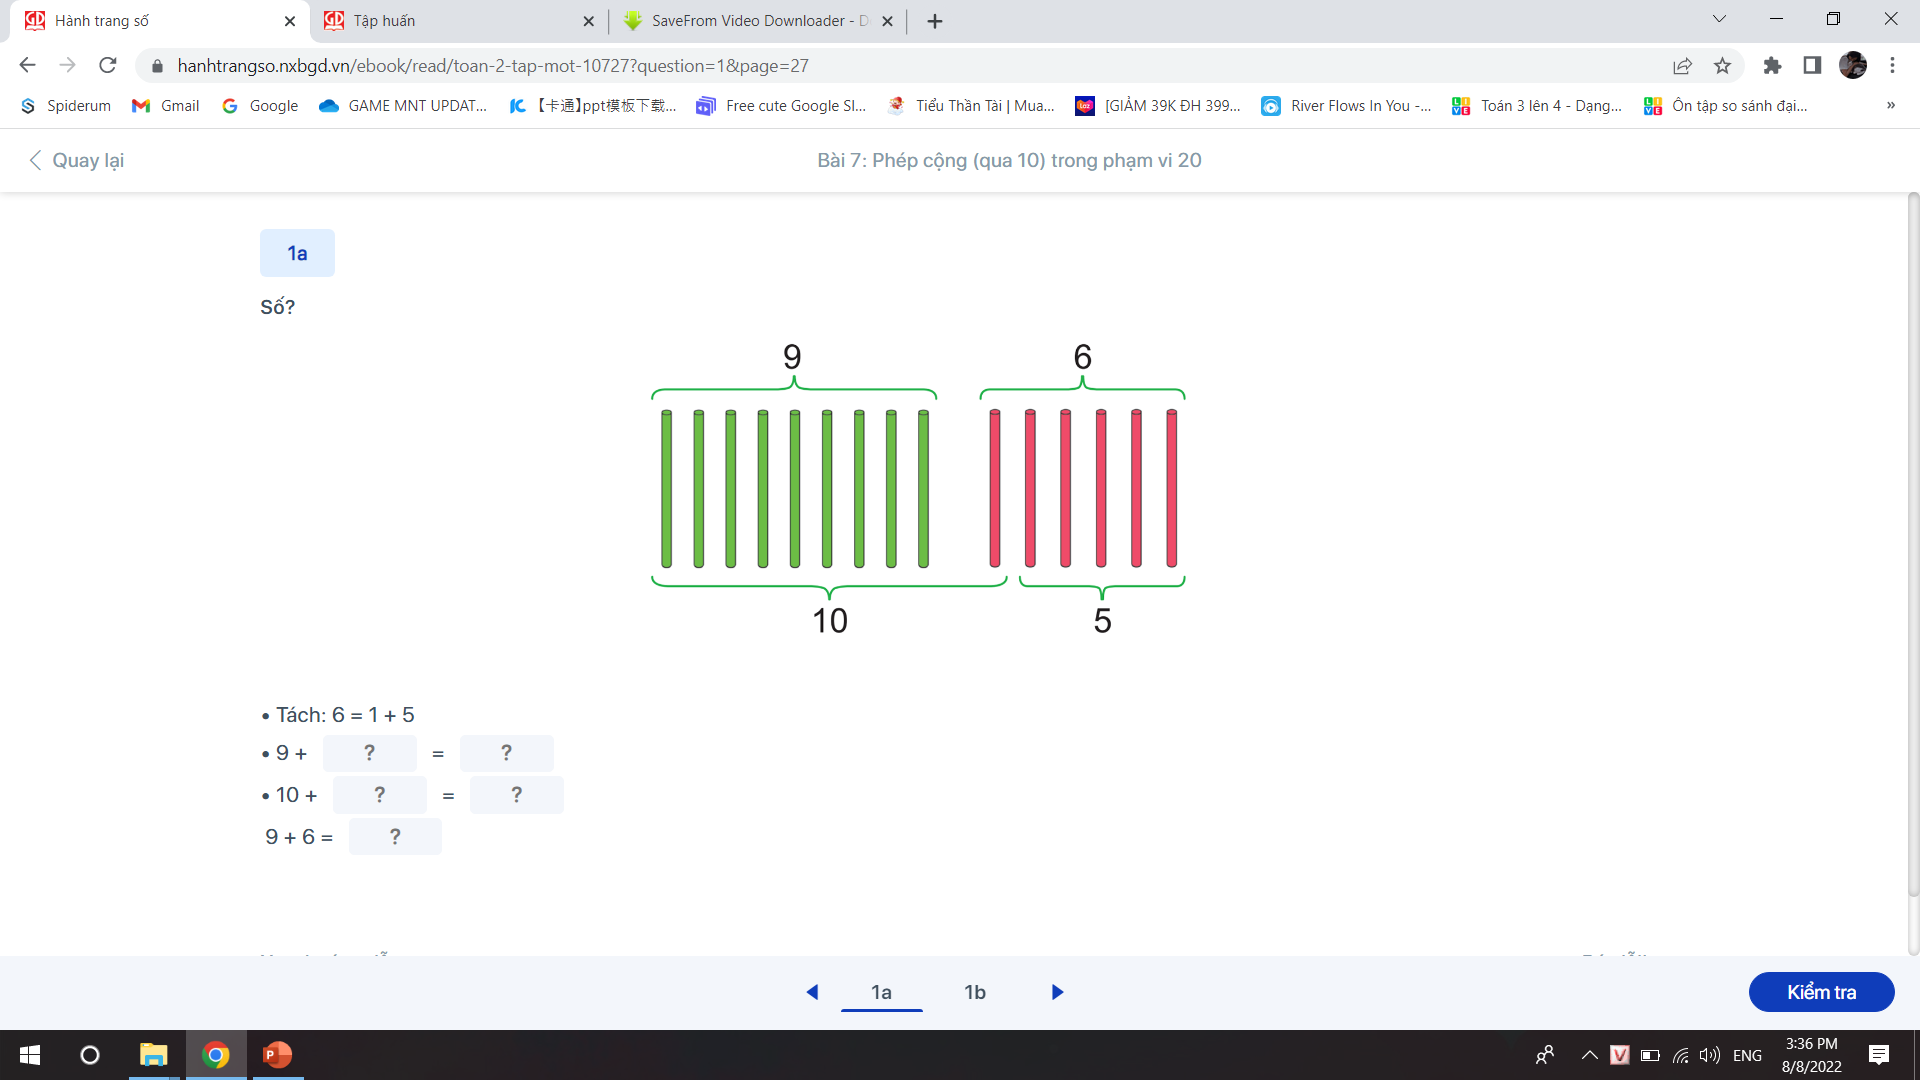 Hành trang số
Tập huấn
SaveFrom Video Downloader - D
hanhtrangso.nxbgd.vn/ebook/read/toan-2-tap-mot-10727?question=1&page=27
Spiderum
Gmail
Google
GAME MNT UPDAT...
【卡通】ppt模板下载...
Free cute Google Sl...
Tiểu Thần Tài | Mua...
[GIẢM 39K ĐH 399...
River Flows In You -...
Toán 3 lên 4 - Dạng...
Ôn tập so sánh đại...
»
Quay lại
Bài 7: Phép cộng (qua 10) trong phạm vi 20
1a
Số?
9
6
10
5
• Tách: 6 = 1 + 5
• 9 + ? = ?
• 10 + ? = ?
9 + 6 = ?
1a
1b
Kiểm tra
ENG
3:36 PM
8/8/2022